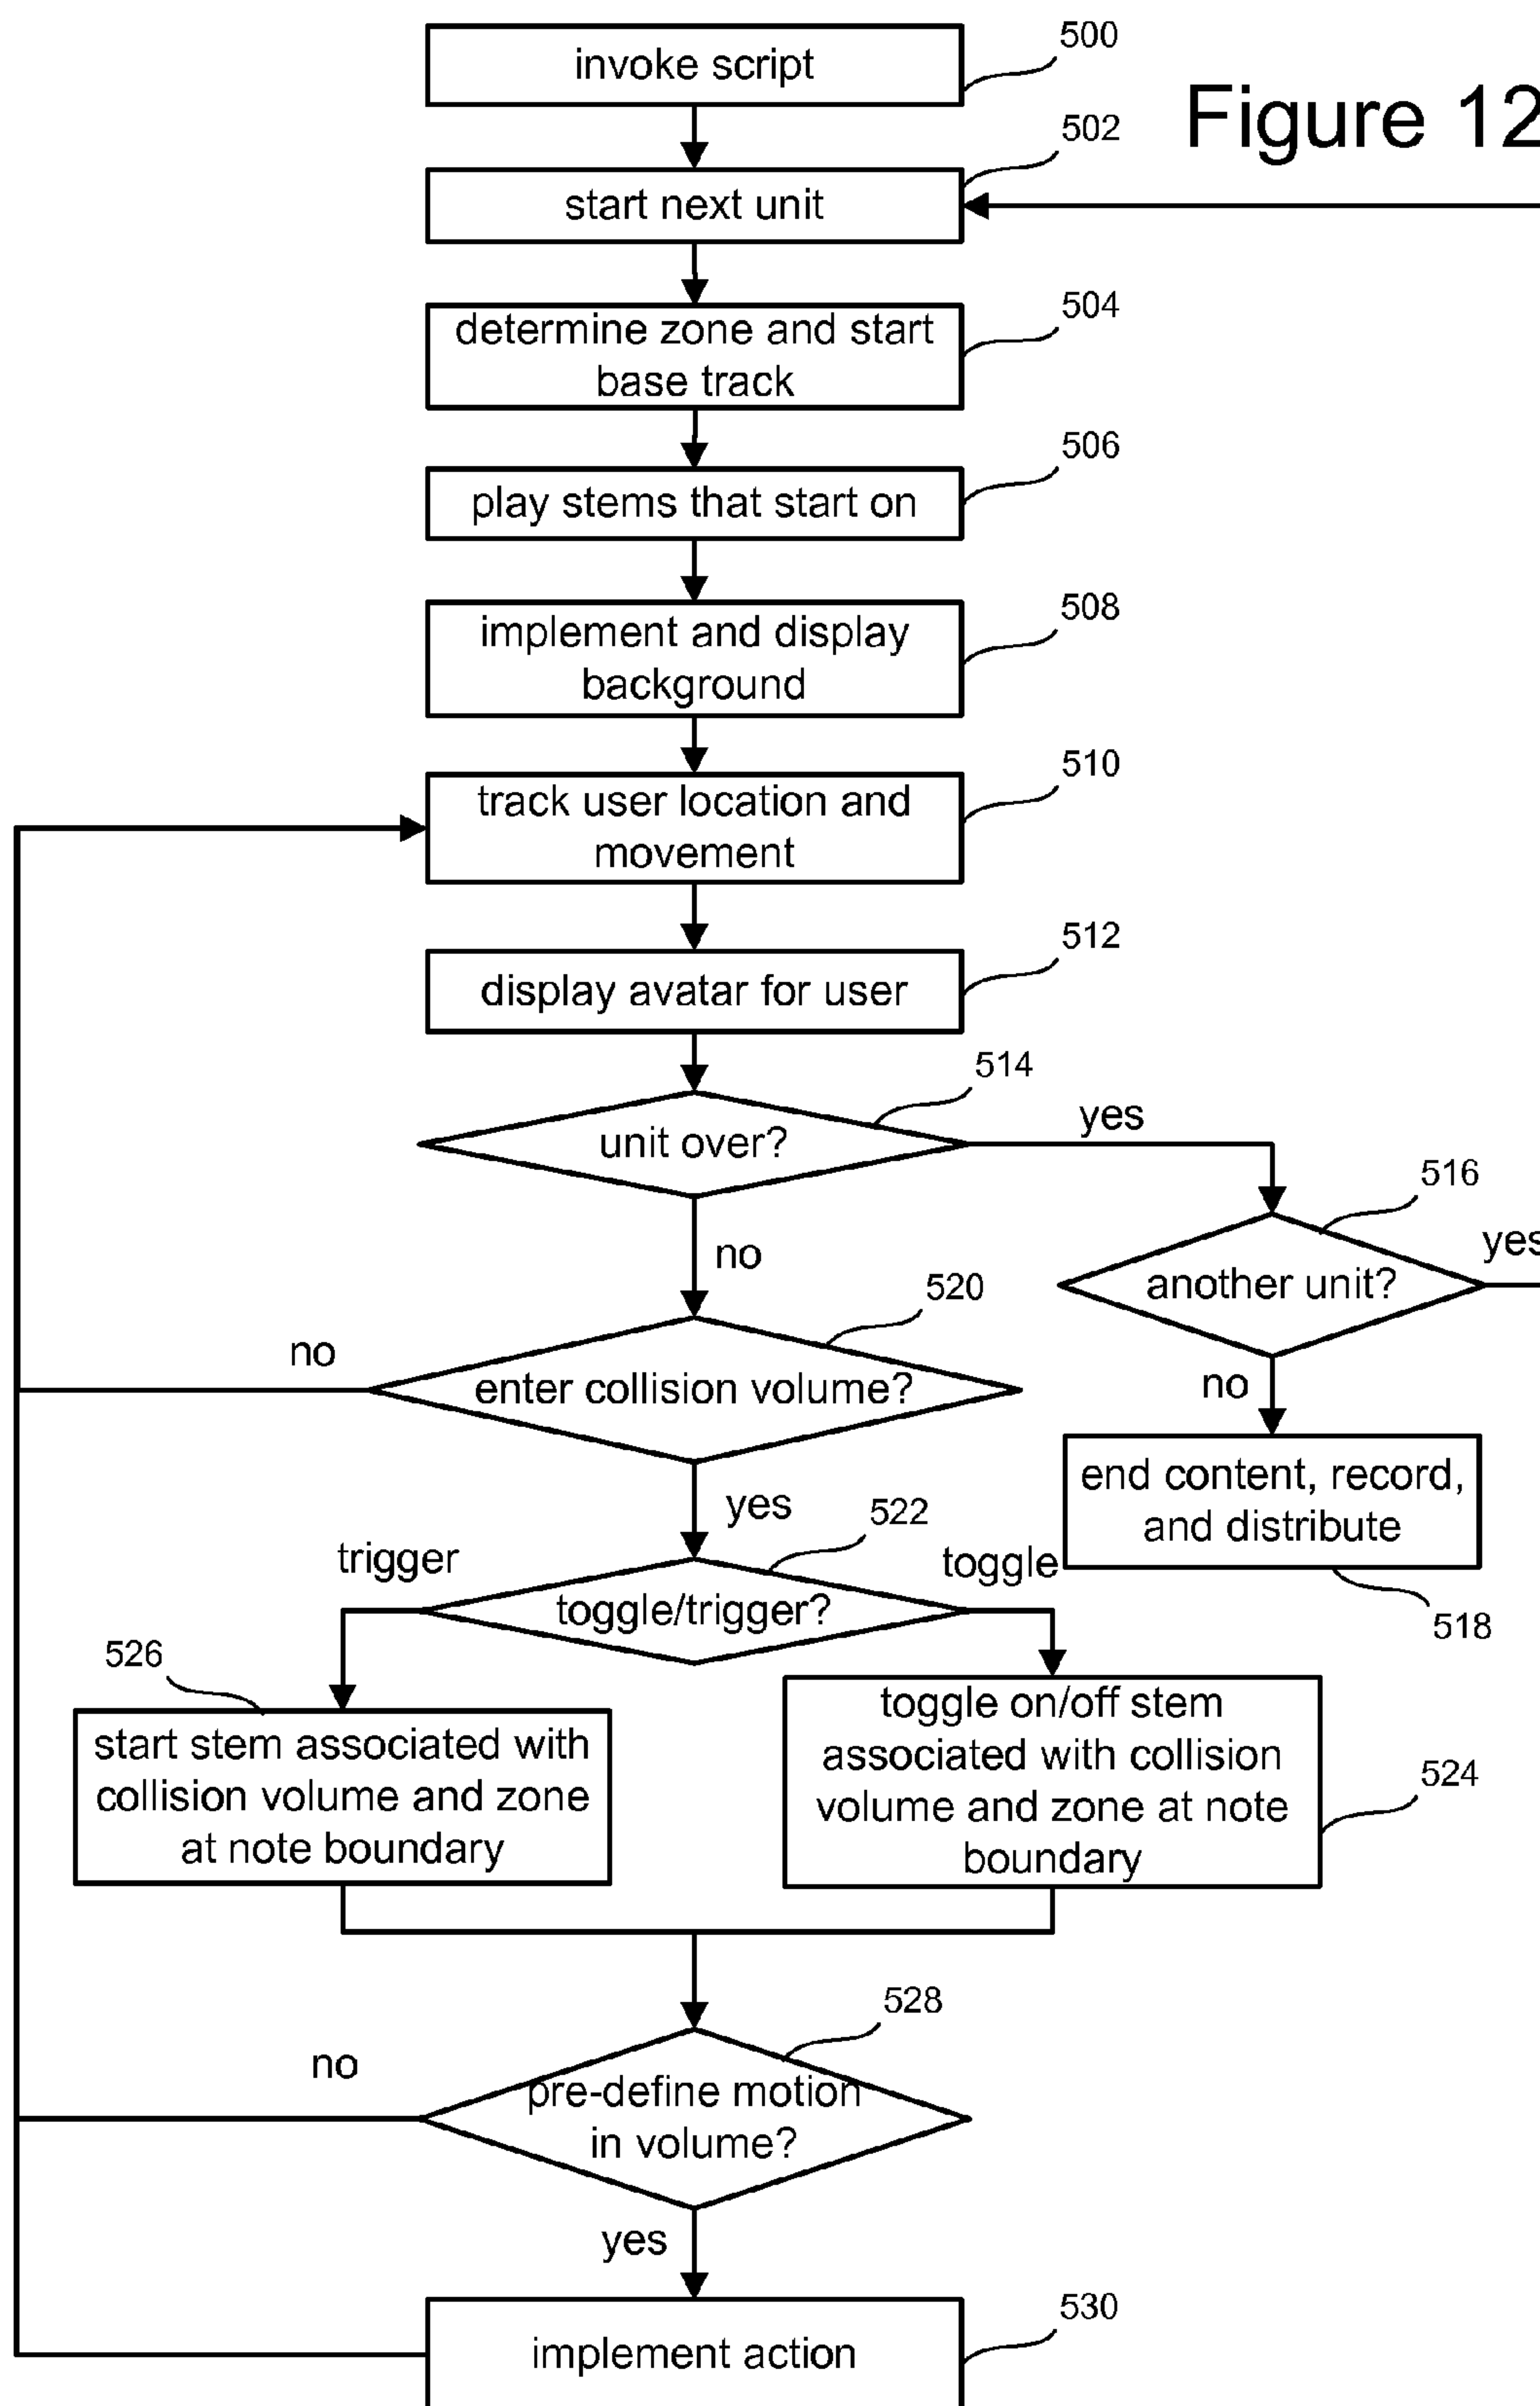 invoke script
500
Figure 12
502
start next unit
504
determine zone and start
base track
506
play stems that start on
508
implement and display
background
510
track user location and
movement
512
display avatar for user
514
unit over?
yes
516
another unit?
yes
no
520
no
enter collision volume?
no
end content, record,
and distribute
518
yes
522
trigger
toggle
toggle/trigger?
526
start stem associated with
collision volume and zone
at note boundary
toggle on/off stem
associated with collision
volume and zone at note
boundary
524
528
no
pre-define motion
in volume?
yes
530
implement action